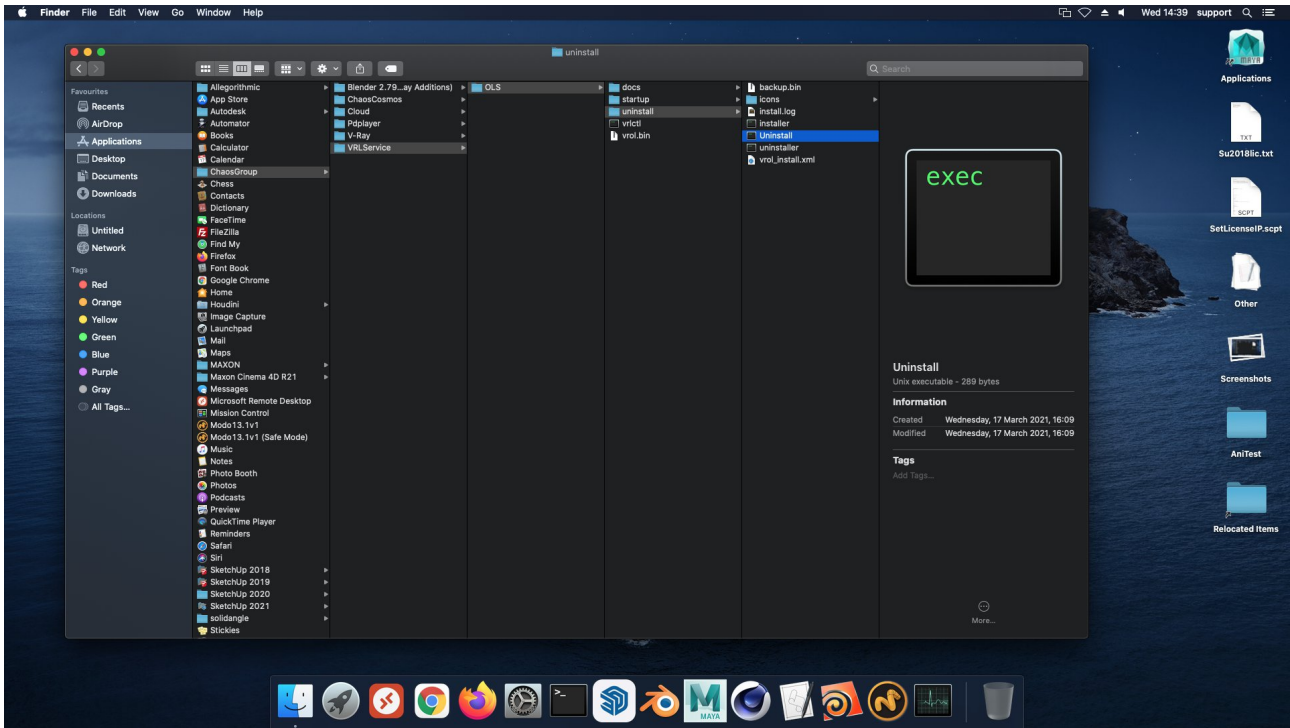 Finder File Edit View Go Window Help
Wed 14:39 support
uninstall
Search
Favourites
Recents
AirDrop
Applications
Desktop
Documents
Downloads
Locations
Untitled
Network
Tags
Red
Orange
Yellow
Green
Blue
Purple
Gray
All Tags...
Allegorithmic
App Store
Autodesk
Automator
Books
Calculator
Calendar
ChaosGroup
Chess
Contacts
Dictionary
FaceTime
FileZilla
Find My
Firefox
Font Book
Google Chrome
Home
Houdini
Image Capture
Launchpad
Mail
Maps
MAXON
Maxon Cinema 4D R21
Messages
Microsoft Remote Desktop
Mission Control
Modo13.1v1
Modo13.1v1 (Safe Mode)
Music
Notes
Photo Booth
Photos
Podcasts
Preview
QuickTime Player
Reminders
Safari
Siri
SketchUp 2018
SketchUp 2019
SketchUp 2020
SketchUp 2021
solidangle
Stickies
Blender 2.79...ay Additions)
ChaosCosmos
Cloud
Pdplayer
V-Ray
VRLService
OLS
docs
startup
uninstall
vrlctl
vrol.bin
backup.bin
icons
install.log
installer
Uninstall
uninstaller
vrol_install.xml
exec
Uninstall
Unix executable - 289 bytes
Information
Created Wednesday, 17 March 2021, 16:09
Modified Wednesday, 17 March 2021, 16:09
Tags
Add Tags...
More...
MAYA
Applications
TXT
Su2018lic.txt
SCPT
SetLicenseIP.scpt
Other
Screenshots
AniTest
Relocated Items
MAYA